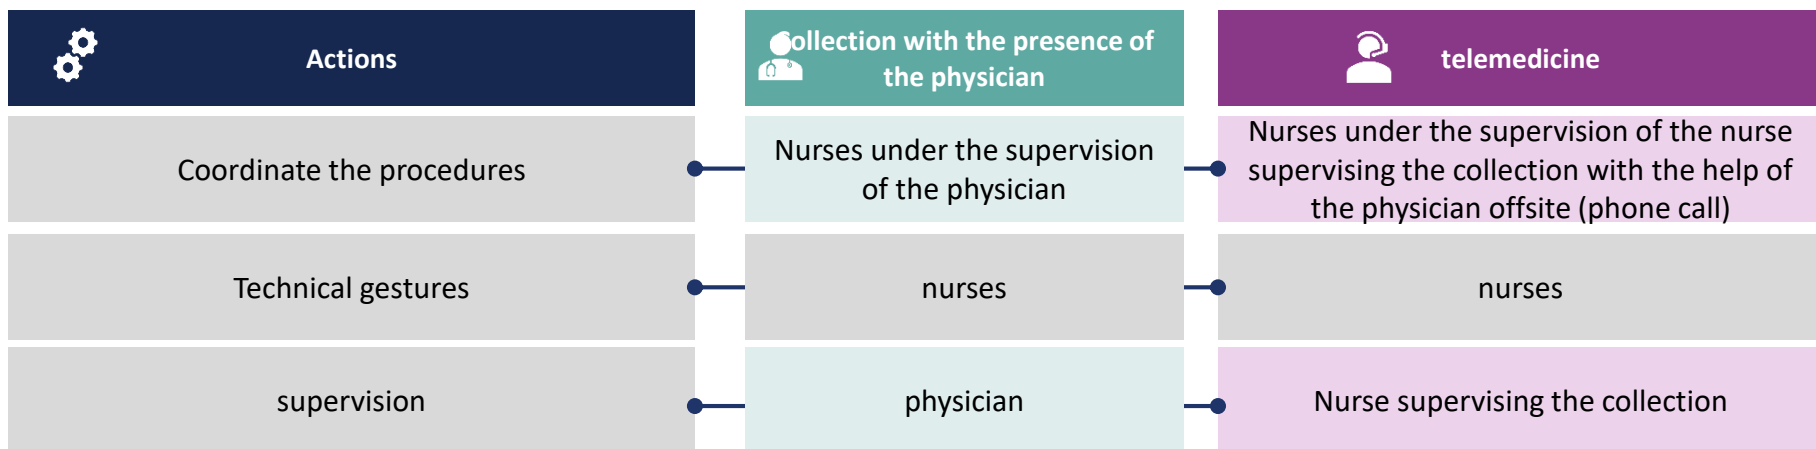 Actions
ollection with the presence of
the physician
telemedicine
Coordinate the procedures
Nurses under the supervision
of the physician
Nurses under the supervision of the nurse
supervising the collection with the help of
the physician offsite (phone call)
Technical gestures
nurses
nurses
supervision
physician
Nurse supervising the collection